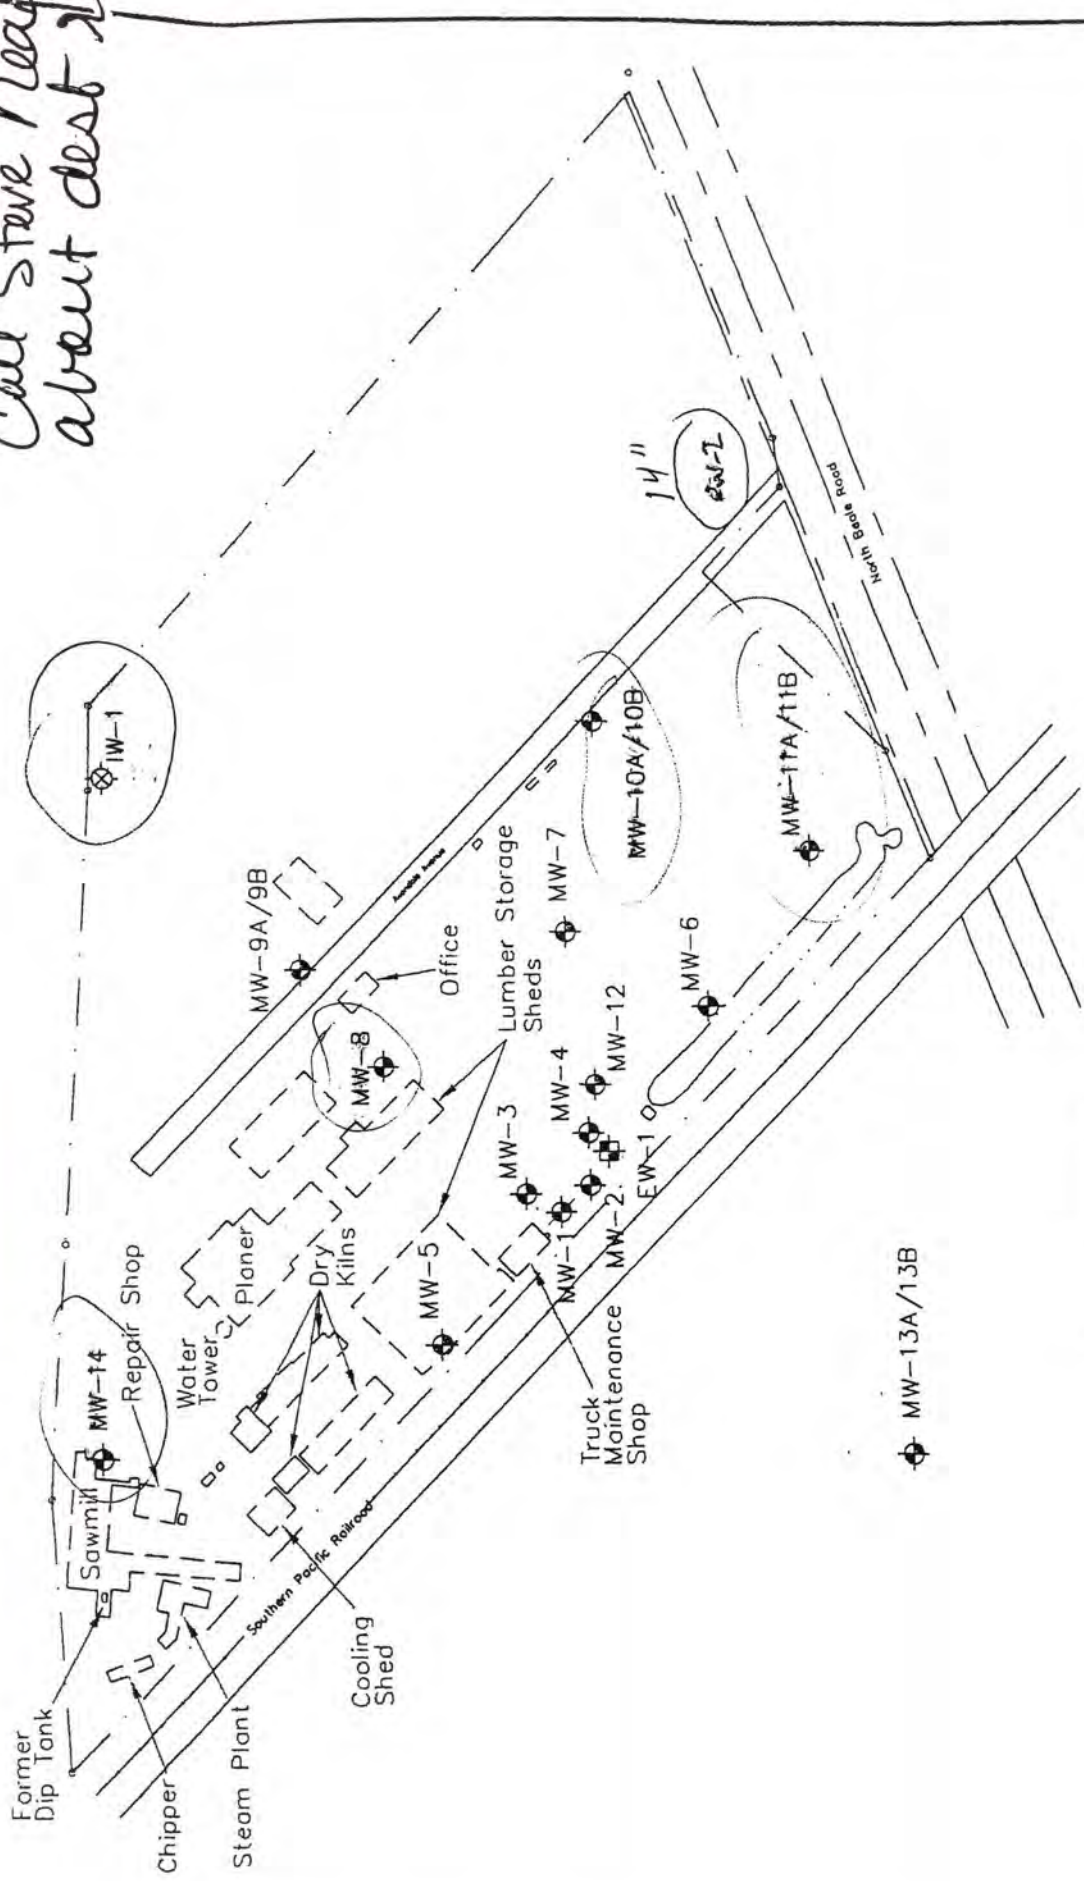 Call Steve
about dest
Former
Dip Tank
Chipper
Steam Plant
Sawmill
MW-14
Repair Shop
Water
Tower
Planer
Dry
Kilns
Cooling
Shed
Southern Pacific Railroad
MW-5
Truck
Maintenance
Shop
MW-1
MW-2
MW-3
MW-4
EW-1
MW-12
MW-6
MW-7
MW-8
Office
Lumber Storage
Sheds
MW-9A/9B
Avenue
IW-1
MW-10A/10B
MW-11A/11B
14"
North Beale Road
MW-13A/13B